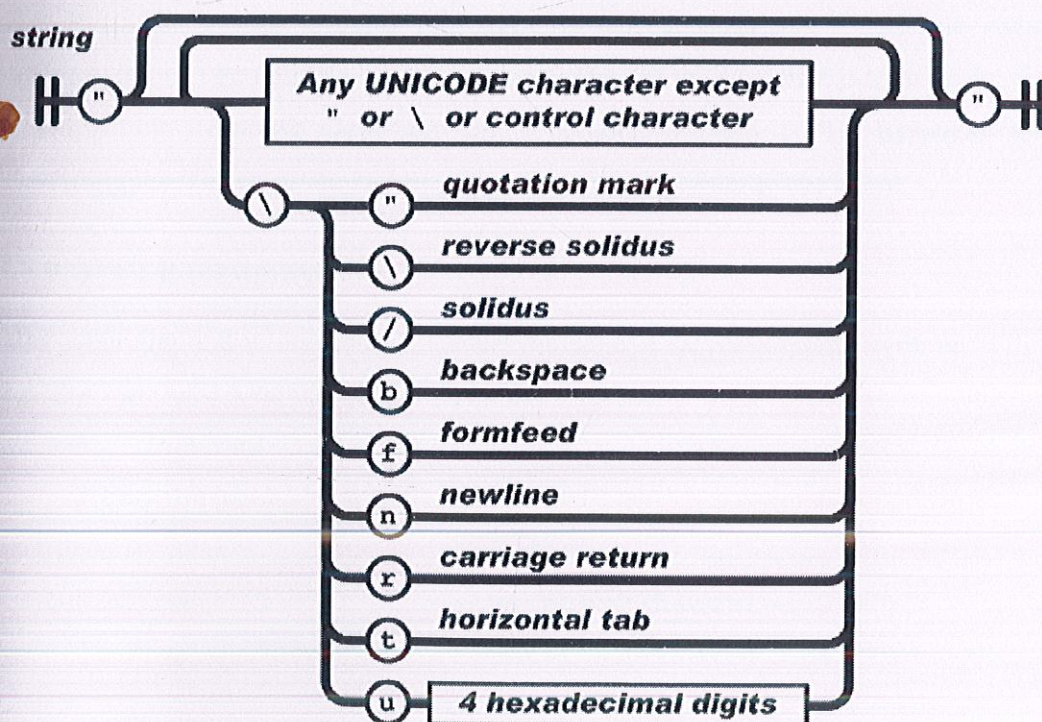 string
"
Any UNICODE character except
" or \ or control character
"
\
" quotation mark
\ reverse solidus
/ solidus
b backspace
f formfeed
n newline
r carriage return
t horizontal tab
u 4 hexadecimal digits